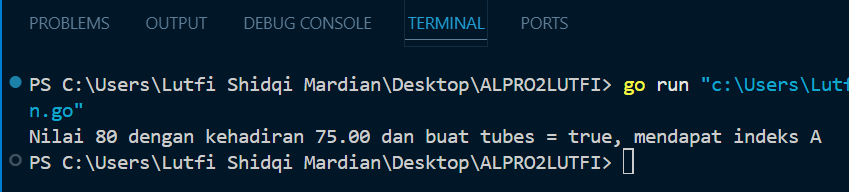 PROBLEMS OUTPUT DEBUG CONSOLE TERMINAL PORTS
PS C:\Users\Lutfi Shidqi Mardian\Desktop\ALPRO2LUTFI> go run "c:\Users\Lutf
n.go"
Nilai 80 dengan kehadiran 75.00 dan buat tubes = true, mendapat indeks A
PS C:\Users\Lutfi Shidqi Mardian\Desktop\ALPRO2LUTFI>